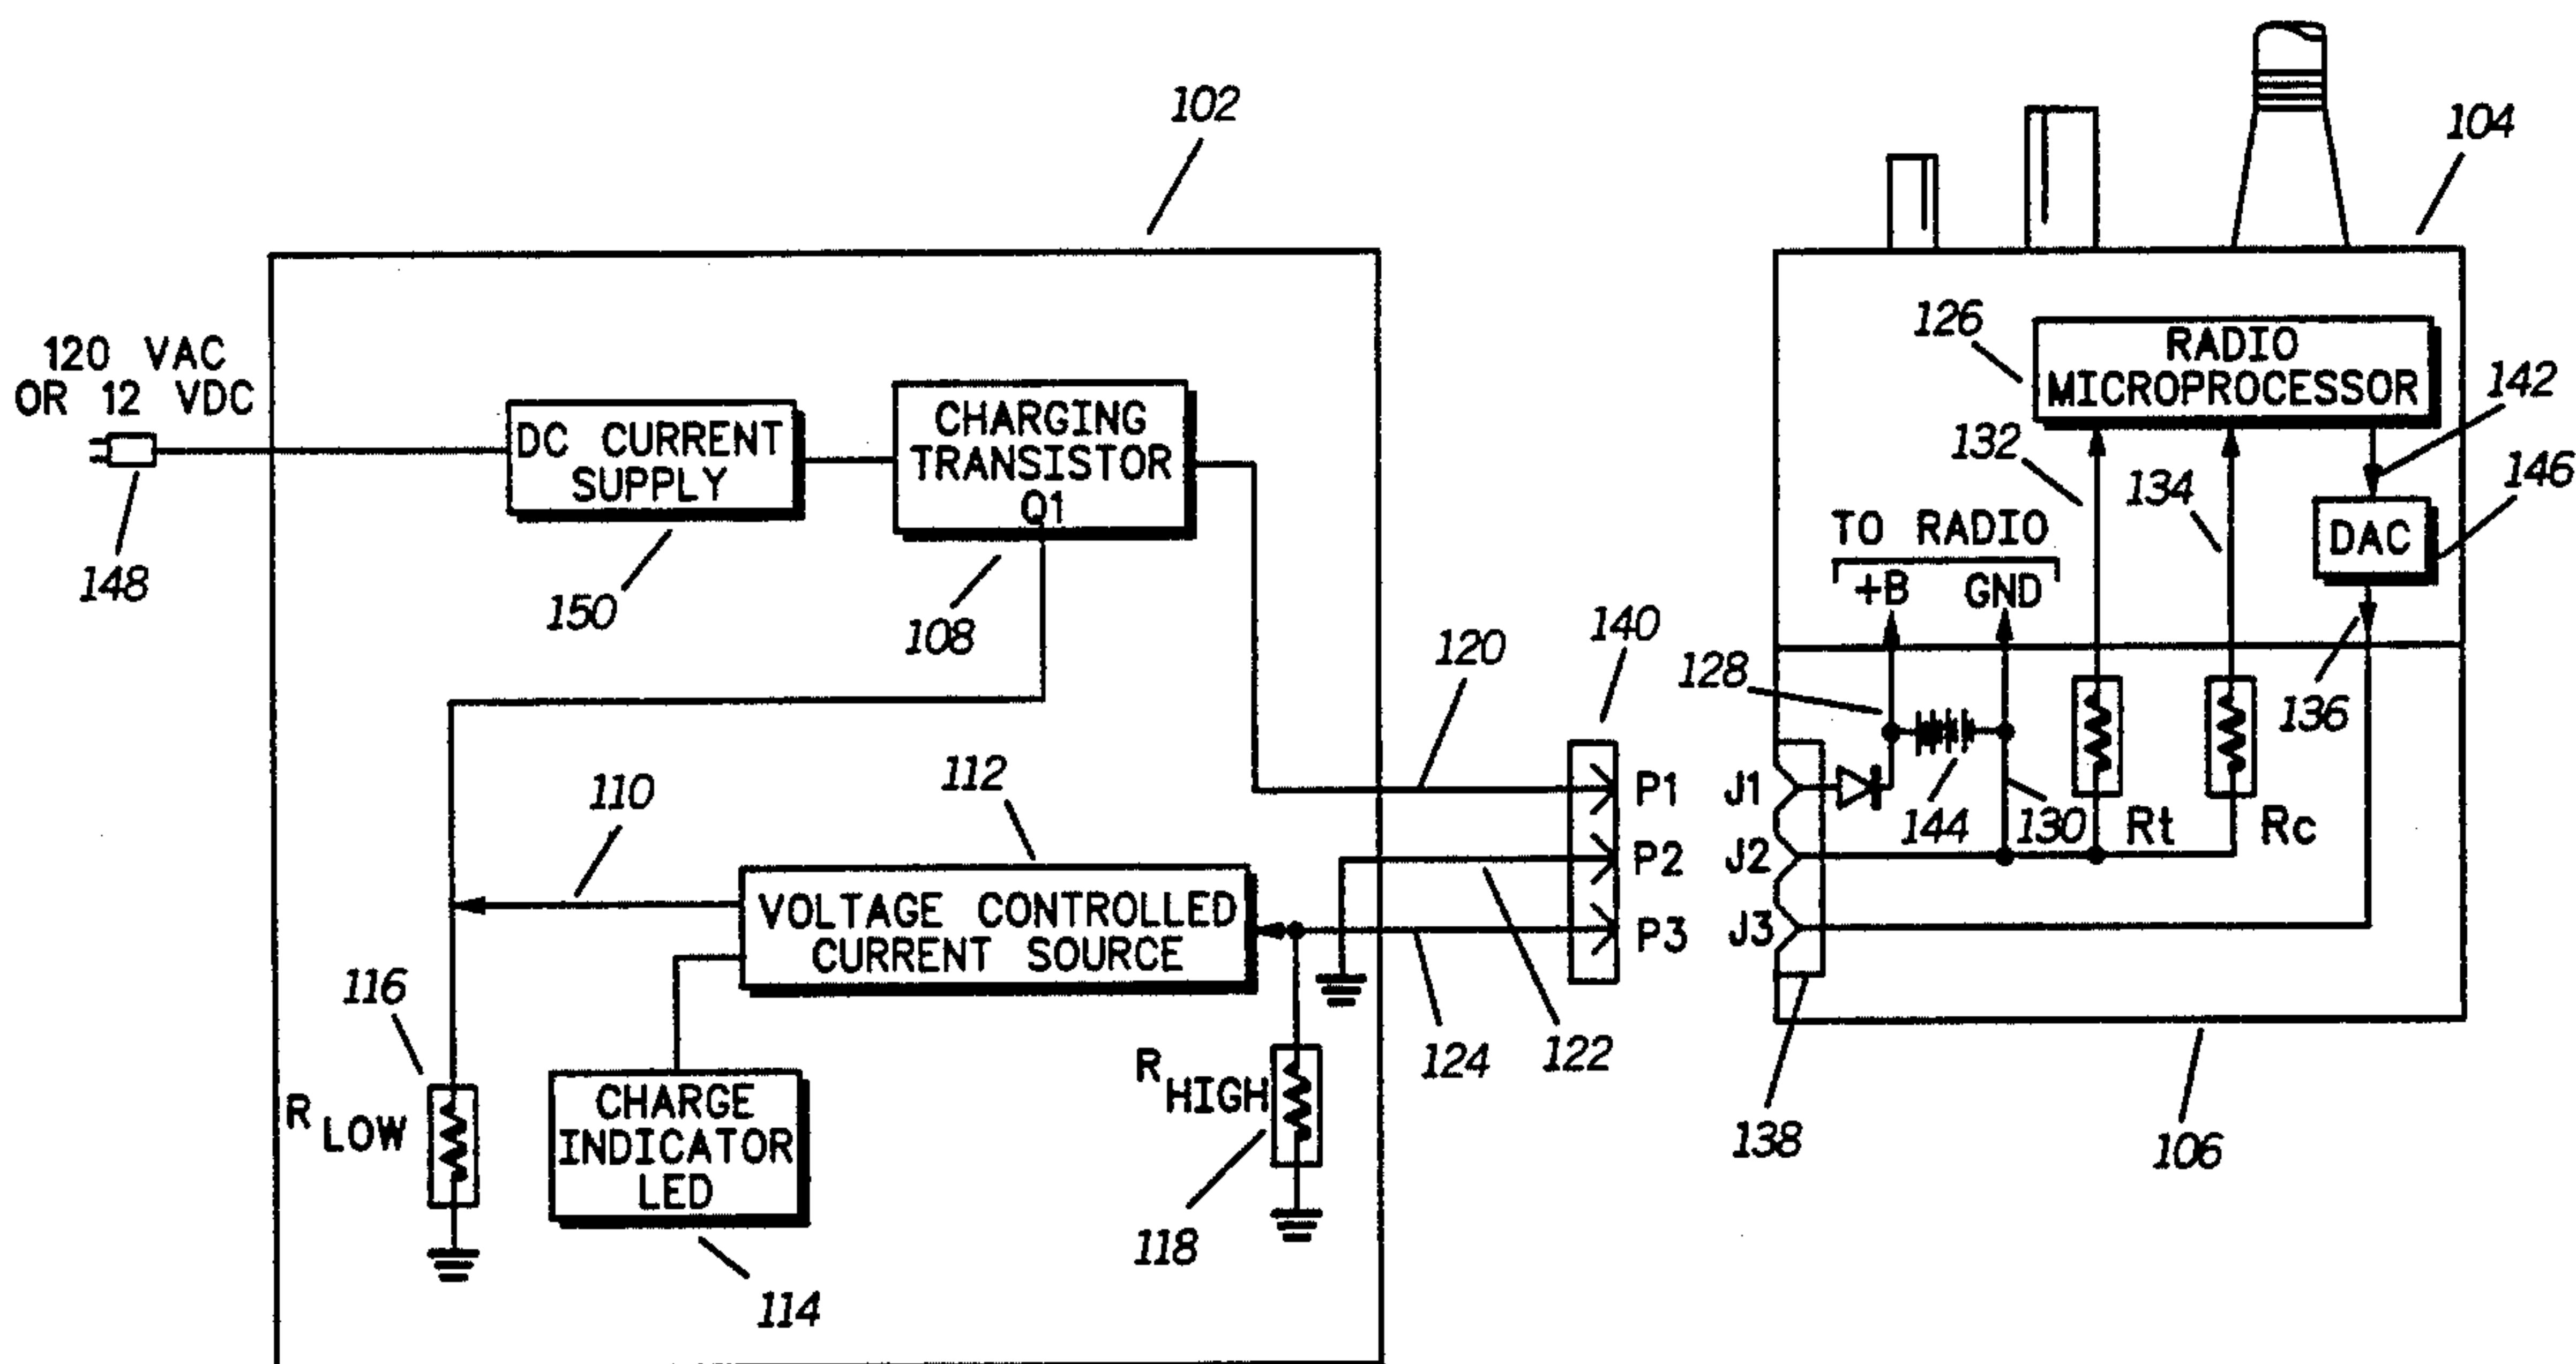 102
104
120 VAC
OR 12 VDC
148
DC CURRENT
SUPPLY
150
CHARGING
TRANSISTOR
Q1
108
126
RADIO
MICROPROCESSOR
142
132
134
146
TO RADIO
+B GND
DAC
120
140
128
136
110
112
P1 J1
144
130
Rt
Rc
P2 J2
VOLTAGE CONTROLLED
CURRENT SOURCE
P3 J3
116
124
122
R LOW
CHARGE
INDICATOR
LED
R HIGH
138
106
118
114